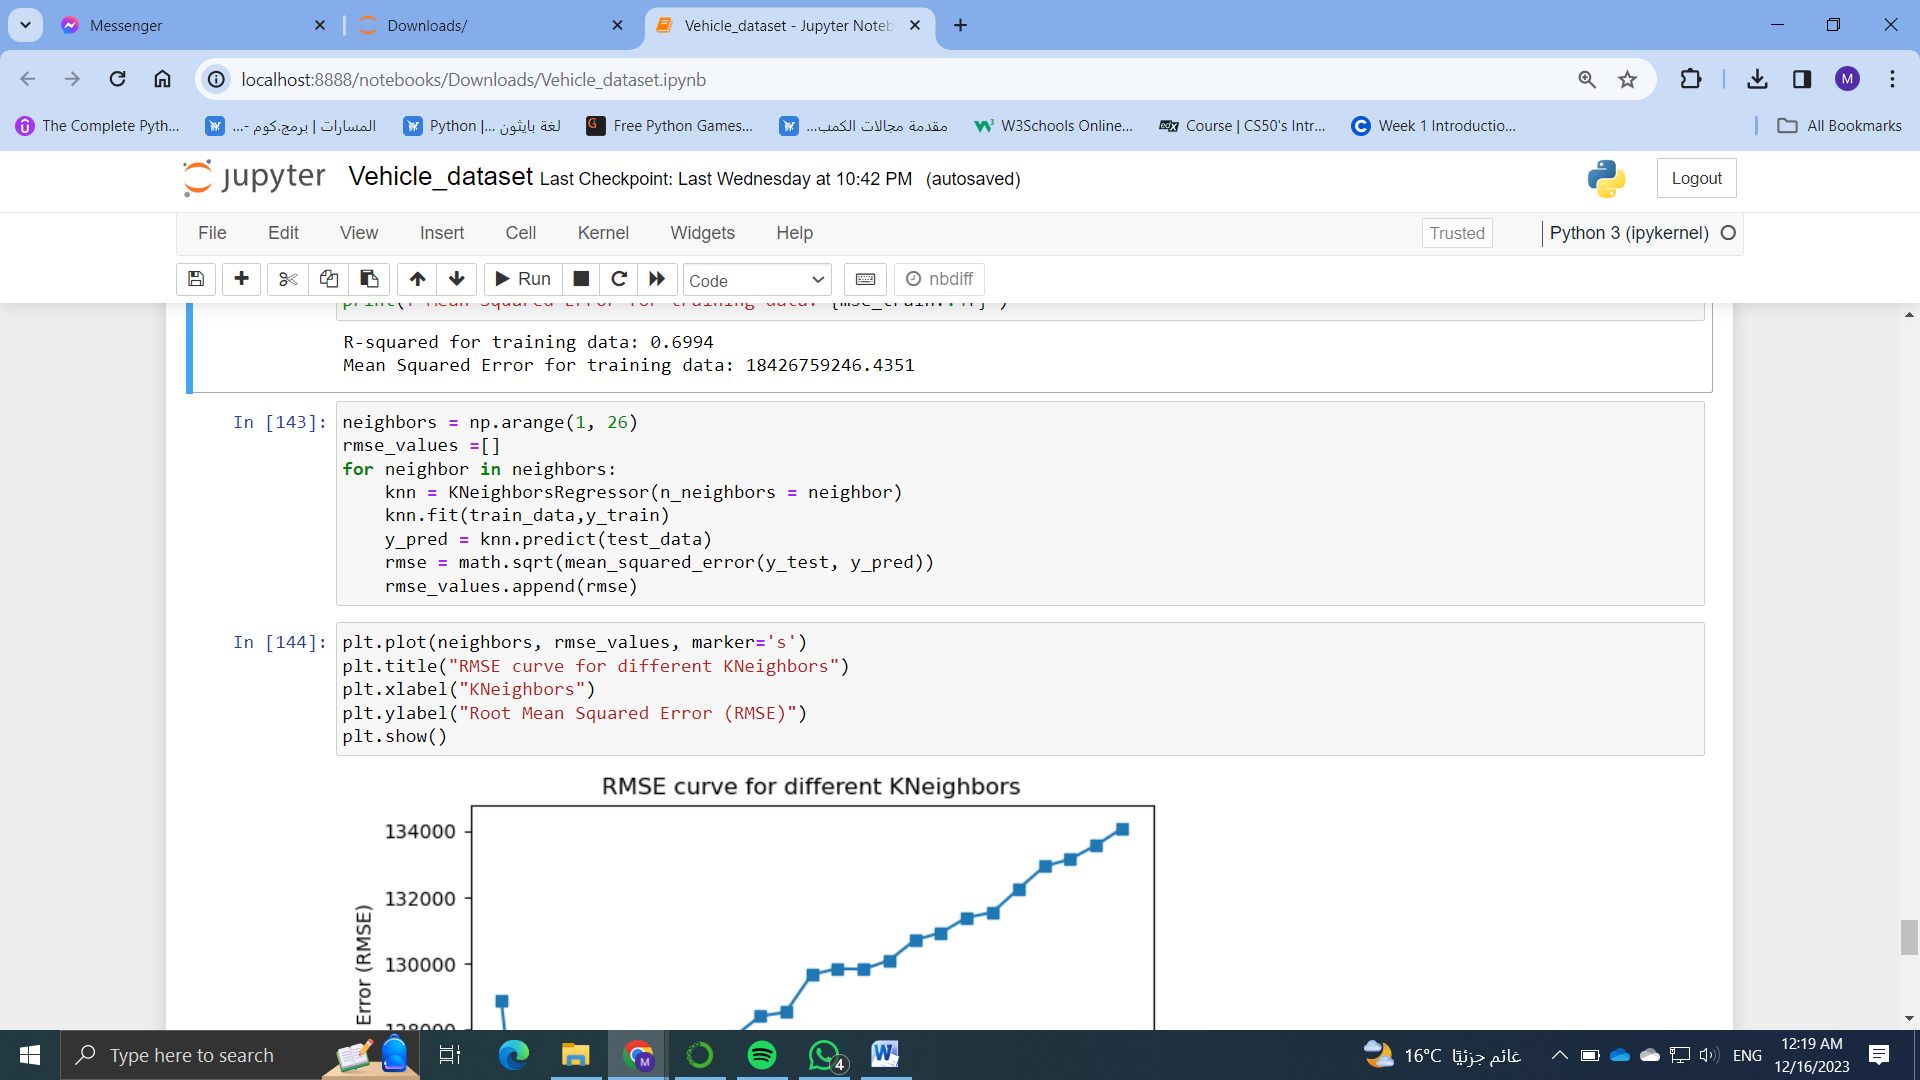 Messenger
Downloads/
Vehicle_dataset - Jupyter Noteb
localhost:8888/notebooks/Downloads/Vehicle_dataset.ipynb
M
The Complete Pyth...
المسارات | برمج.كوم -...
لغة بايثون ...| Python
Free Python Games...
مقدمة مجالات الكمب...
W3Schools Online...
Course | CS50's Intr...
Week 1 Introductio...
All Bookmarks
jupyter
Vehicle_dataset Last Checkpoint: Last Wednesday at 10:42 PM (autosaved)
Logout
File Edit View Insert Cell Kernel Widgets Help
Trusted
Python 3 (ipykernel)
Run
Code
nbdiff
R-squared for training data: 0.6994
Mean Squared Error for training data: 18426759246.4351
In [143]:
neighbors = np.arange(1, 26)
rmse_values =[]
for neighbor in neighbors:
    knn = KNeighborsRegressor(n_neighbors = neighbor)
    knn.fit(train_data,y_train)
    y_pred = knn.predict(test_data)
    rmse = math.sqrt(mean_squared_error(y_test, y_pred))
    rmse_values.append(rmse)
In [144]:
plt.plot(neighbors, rmse_values, marker='s')
plt.title("RMSE curve for different KNeighbors")
plt.xlabel("KNeighbors")
plt.ylabel("Root Mean Squared Error (RMSE)")
plt.show()
RMSE curve for different KNeighbors
134000
132000
130000
128000
Error (RMSE)
Type here to search
4
16°C غائم جزئيًا
ENG
12:19 AM
12/16/2023